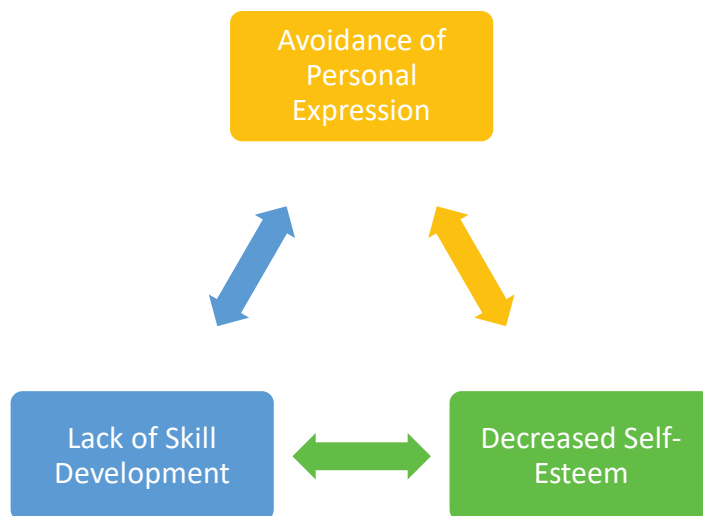 Avoidance of
Personal
Expression
Lack of Skill
Development
Decreased Self-
Esteem